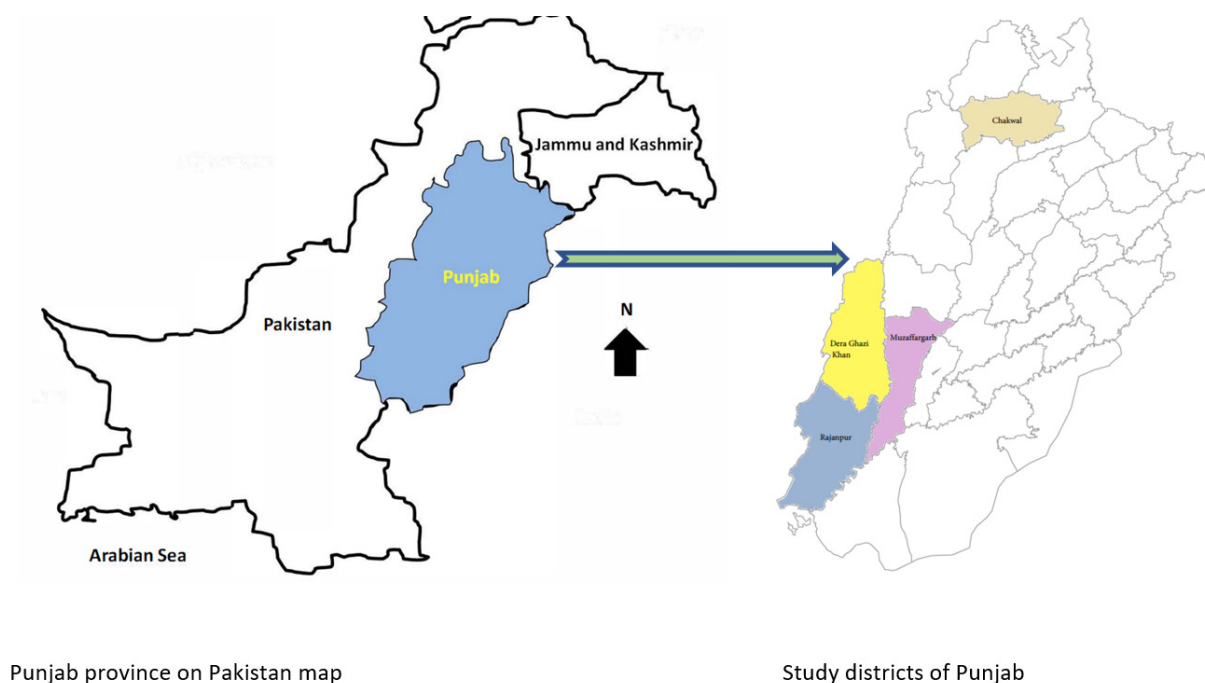 Jammu and Kashmir
Punjab
Pakistan
N
Arabian Sea
Chakwal
Dera Ghazi
Khan
Muzaffargarh
Rajanpur
Punjab province on Pakistan map
Study districts of Punjab